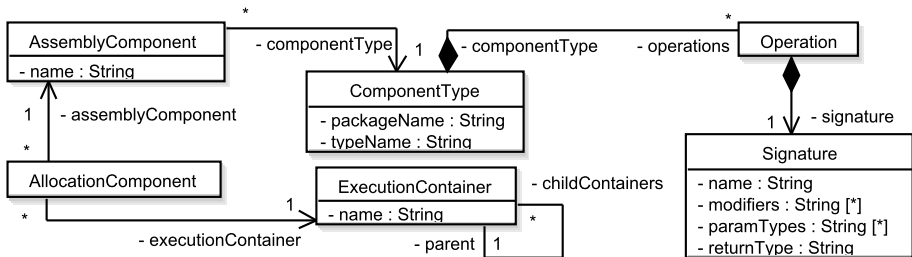 AssemblyComponent
- name : String
*
- componentType
1
- componentType
*
- operations
Operation
ComponentType
- packageName : String
- typeName : String
1
- assemblyComponent
*
1
- signature
Signature
- name : String
- modifiers : String [*]
- paramTypes : String [*]
- returnType : String
AllocationComponent
*
1
- executionContainer
ExecutionContainer
- name : String
- childContainers
*
- parent
1